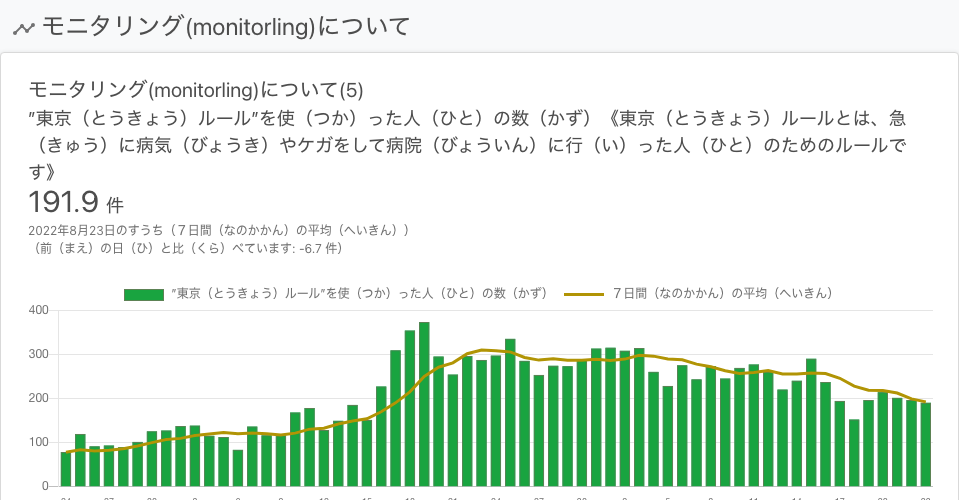 モニタリング(monitorling)について
モニタリング(monitorling)について(5)
”東京（とうきょう）ルール”を使（つか）った人（ひと）の数（かず）《東京（とうきょう）ルールとは、急
（きゅう）に病気（びょうき）やケガをして病院（びょういん）に行（い）った人（ひと）のためのルールで
す》
191.9 件
2022年8月23日のすうち（７日間（なのかかん）の平均（へいきん））
（前（まえ）の日（ひ）と比（くら）べています: -6.7 件）
”東京（とうきょう）ルール”を使（つか）った人（ひと）の数（かず） ７日間（なのかかん）の平均（へいきん）
400
300
200
100
0